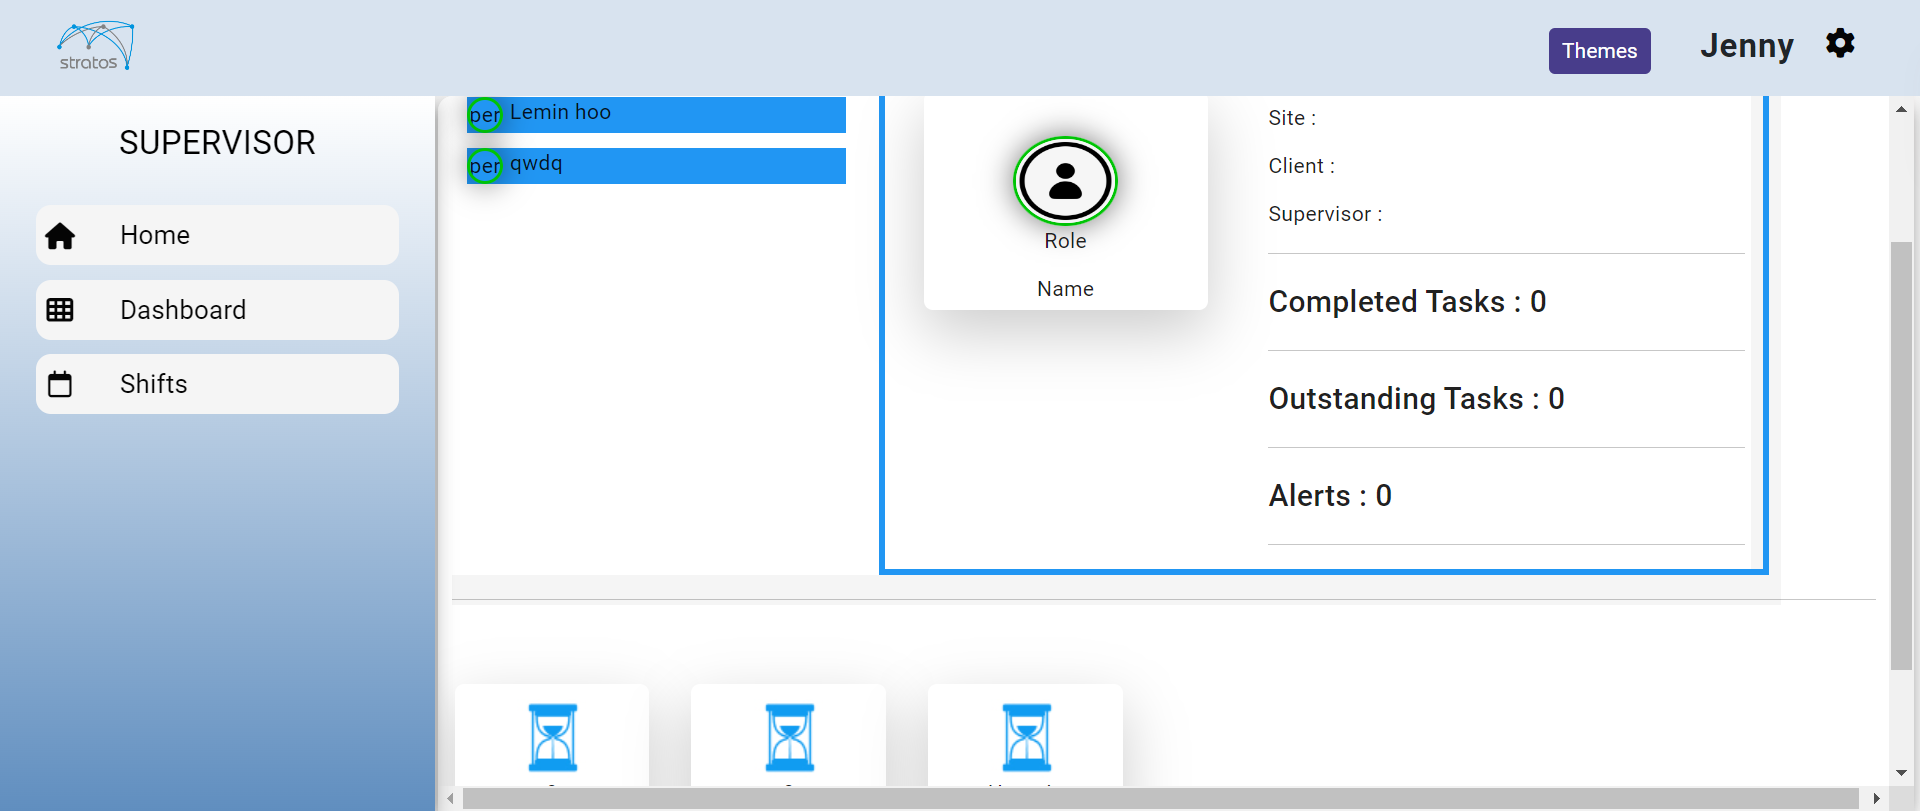 stratos
Themes
Jenny
SUPERVISOR
Home
Dashboard
Shifts
per Lemin hoo
per qwdq
Role
Name
Site :
Client :
Supervisor :
Completed Tasks : 0
Outstanding Tasks : 0
Alerts : 0